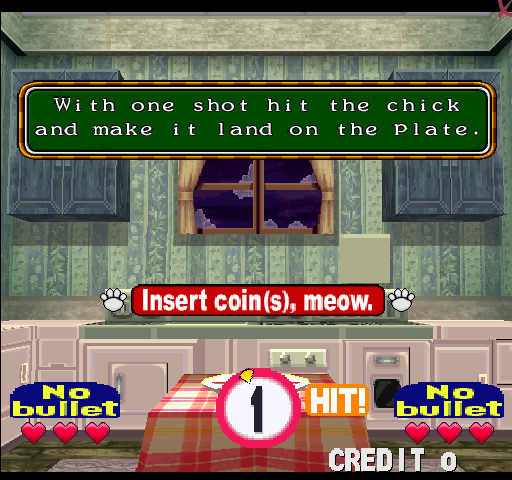 With one shot hit the chick
and make it land on the Plate.
Insert coin(s), meow.
No
bullet
1
HIT!
No
bullet
CREDIT 0